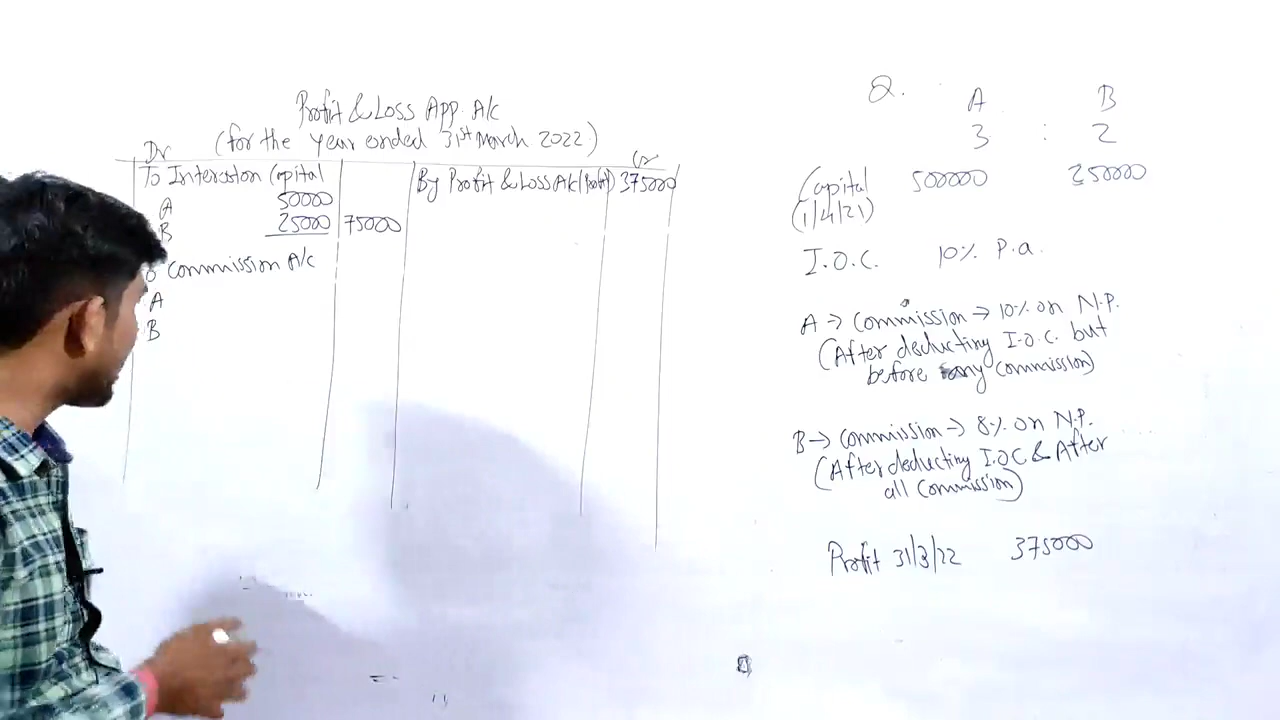 Profit & Loss App. A/c
(for the year ended 31st March 2022)
Dr
Cr
To Interest on Capital
A 50000
B 25000 75000
To Commission A/c
A
B
By Profit & Loss A/c (Profit) 375000
Q.
A B
3 : 2
Capital 500000 250000
(1/4/21)
I.O.C. 10% P.a.
A → Commission → 10% on N.P.
(After deducting I.O.C. but
before any commission)
B → Commission → 8% on N.P.
(After deducting I.O.C & After
all Commission)
Profit 31/3/22 375000